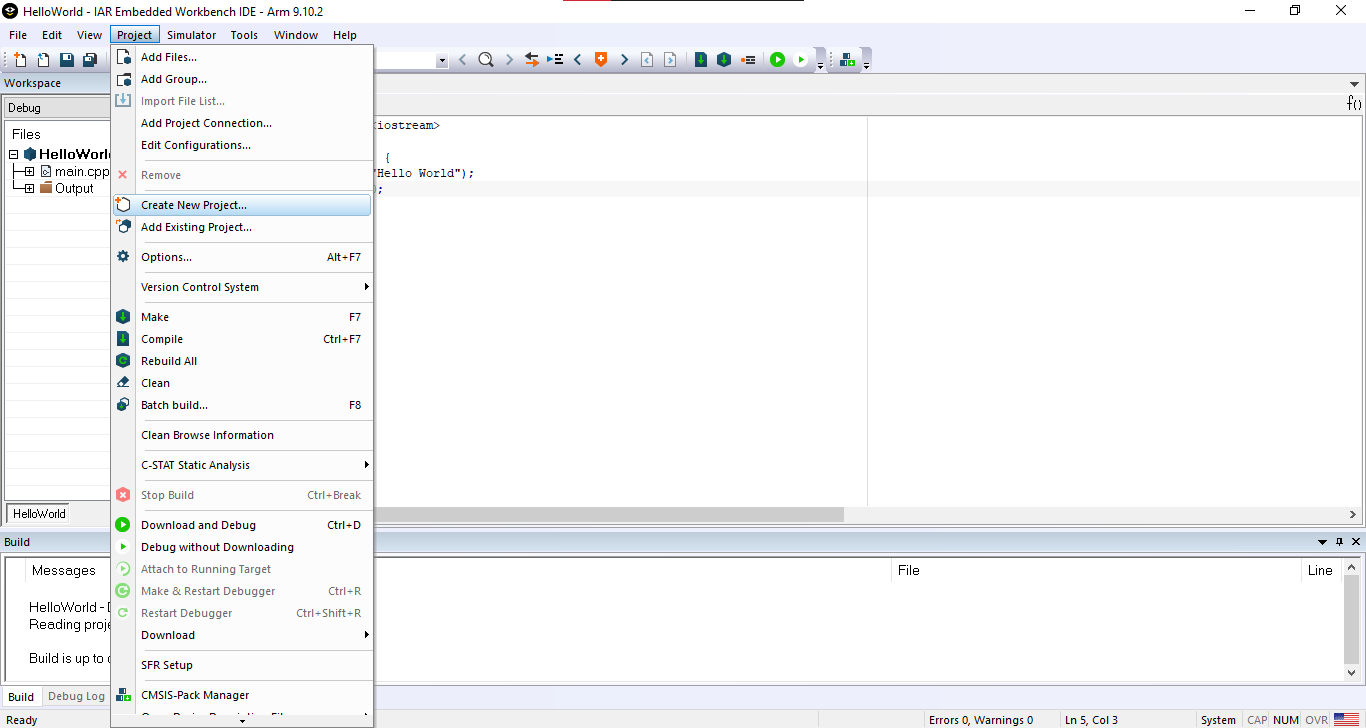 HelloWorld - IAR Embedded Workbench IDE - Arm 9.10.2
File Edit View Project Simulator Tools Window Help
Workspace
Debug
Files
HelloWorld
main.cpp
Output
HelloWorld
Add Files...
Add Group...
Import File List...
Add Project Connection...
Edit Configurations...
Remove
Create New Project...
Add Existing Project...
Options... Alt+F7
Version Control System
Make F7
Compile Ctrl+F7
Rebuild All
Clean
Batch build... F8
Clean Browse Information
C-STAT Static Analysis
Stop Build Ctrl+Break
Download and Debug Ctrl+D
Debug without Downloading
Attach to Running Target
Make & Restart Debugger Ctrl+R
Restart Debugger Ctrl+Shift+R
Download
SFR Setup
CMSIS-Pack Manager
f()
iostream>
{
"Hello World");
);
Build
Messages File Line
HelloWorld -
Reading
Build is up to
Build Debug Log
Ready Errors 0, Warnings 0 Ln 5, Col 3 System CAP NUM OVR